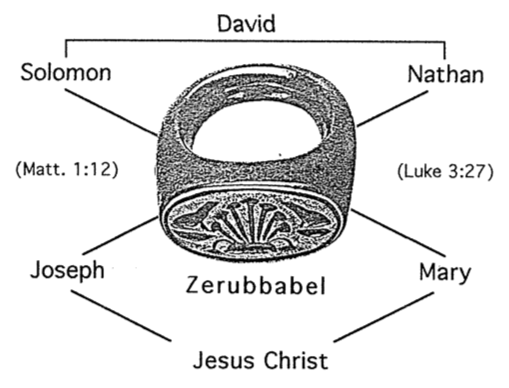 David
Solomon
Nathan
(Matt. 1:12)
(Luke 3:27)
Joseph
Mary
Zerubbabel
Jesus Christ